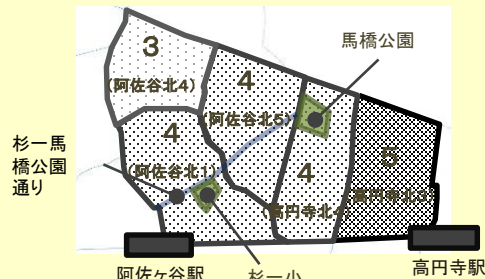 馬橋公園
3
(阿佐谷北4)
4
(阿佐谷北5)
杉一馬
橋公園
通り
4
(阿佐谷北1)
4
(高円寺北4)
5
(高円寺北3)
阿佐ヶ谷駅
杉一小
高円寺駅